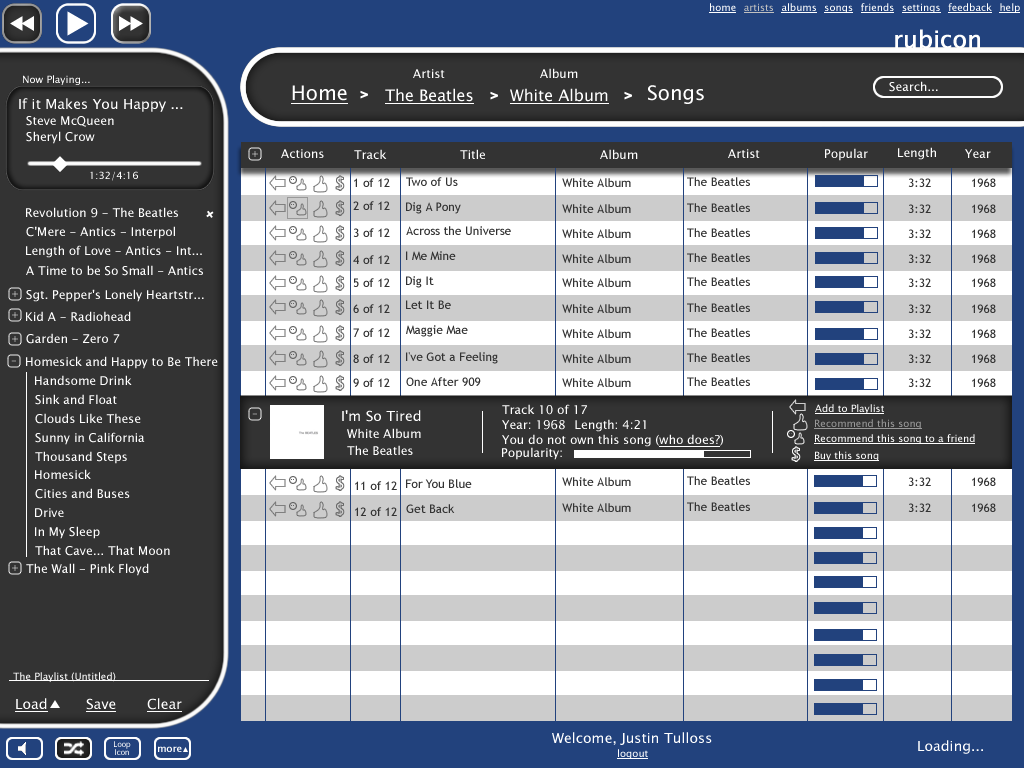 home artists albums songs friends settings feedback help
rubicon
Now Playing...
If it Makes You Happy ...
Steve McQueen
Sheryl Crow
1:32/4:16
Revolution 9 – The Beatles
C'Mere – Antics – Interpol
Length of Love – Antics – Int...
A Time to be So Small – Antics
Sgt. Pepper's Lonely Heartstr...
Kid A – Radiohead
Garden – Zero 7
Homesick and Happy to Be There
Handsome Drink
Sink and Float
Clouds Like These
Sunny in California
Thousand Steps
Homesick
Cities and Buses
Drive
In My Sleep
That Cave... That Moon
The Wall – Pink Floyd
The Playlist (Untitled)
Load Save Clear
Loop
Icon
more
Artist Album
Home > The Beatles > White Album > Songs
Search...
Actions Track Title Album Artist Popular Length Year
$ 1 of 12 Two of Us White Album The Beatles 3:32 1968
$ 2 of 12 Dig A Pony White Album The Beatles 3:32 1968
$ 3 of 12 Across the Universe White Album The Beatles 3:32 1968
$ 4 of 12 I Me Mine White Album The Beatles 3:32 1968
$ 5 of 12 Dig It White Album The Beatles 3:32 1968
$ 6 of 12 Let It Be White Album The Beatles 3:32 1968
$ 7 of 12 Maggie Mae White Album The Beatles 3:32 1968
$ 8 of 12 I've Got a Feeling White Album The Beatles 3:32 1968
$ 9 of 12 One After 909 White Album The Beatles 3:32 1968
I'm So Tired
White Album
The Beatles
Track 10 of 17
Year: 1968 Length: 4:21
You do not own this song (who does?)
Popularity:
Add to Playlist
Recommend this song
Recommend this song to a friend
$ Buy this song
$ 11 of 12 For You Blue White Album The Beatles 3:32 1968
$ 12 of 12 Get Back White Album The Beatles 3:32 1968
Welcome, Justin Tulloss
logout
Loading...